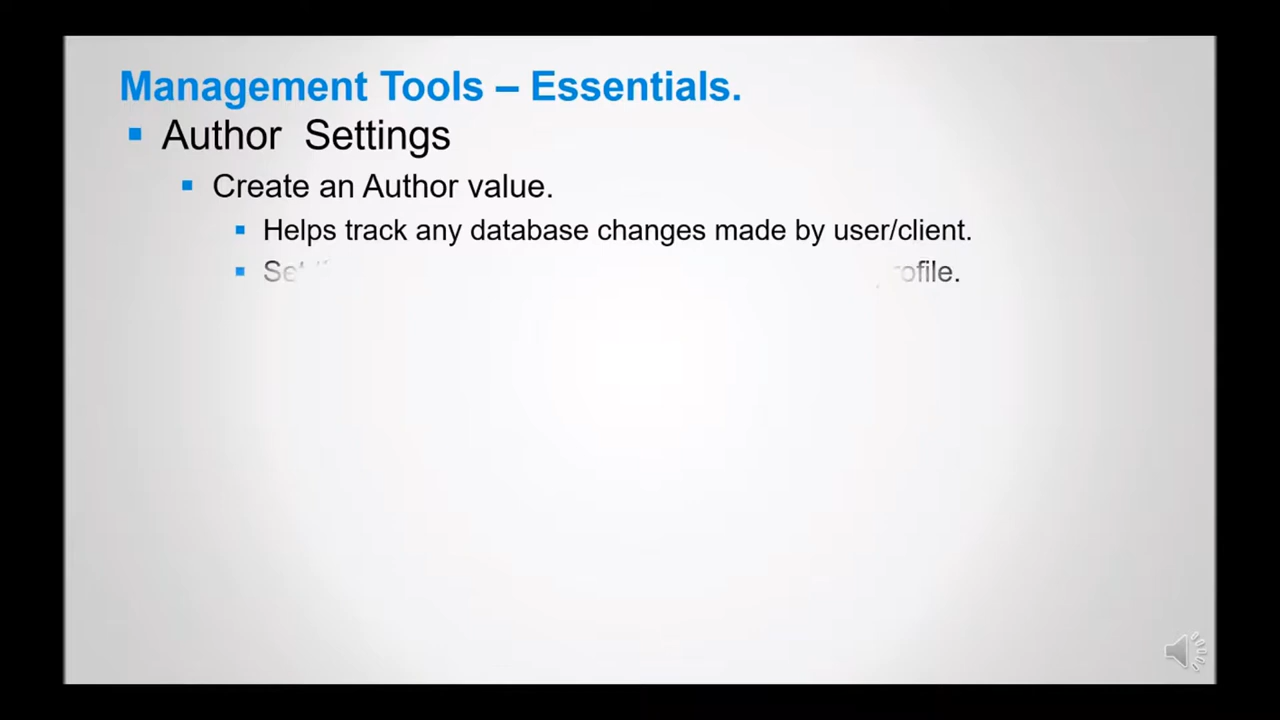 Management Tools – Essentials.
Author Settings
Create an Author value.
Helps track any database changes made by user/client.